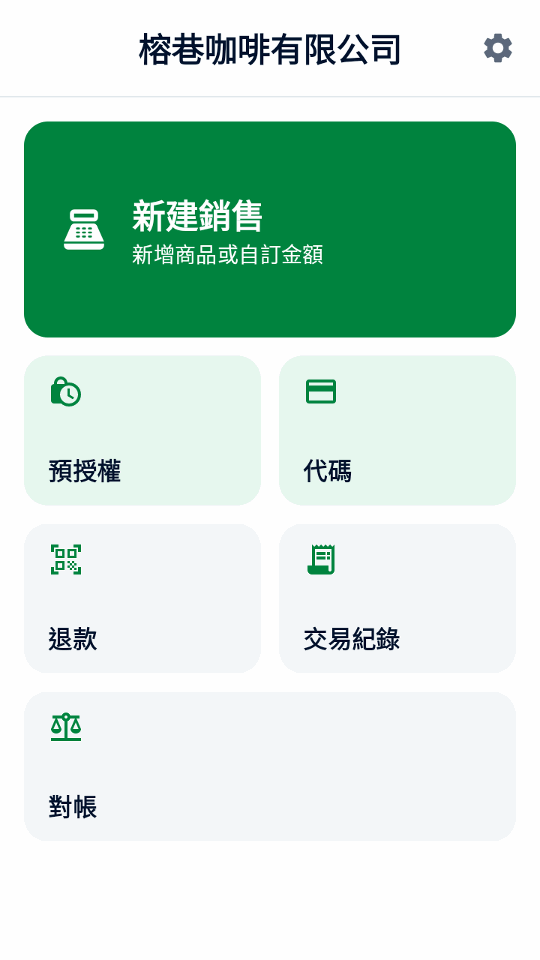 榕巷咖啡有限公司
新建銷售
新增商品或自訂金額
預授權
代碼
退款
交易紀錄
對帳